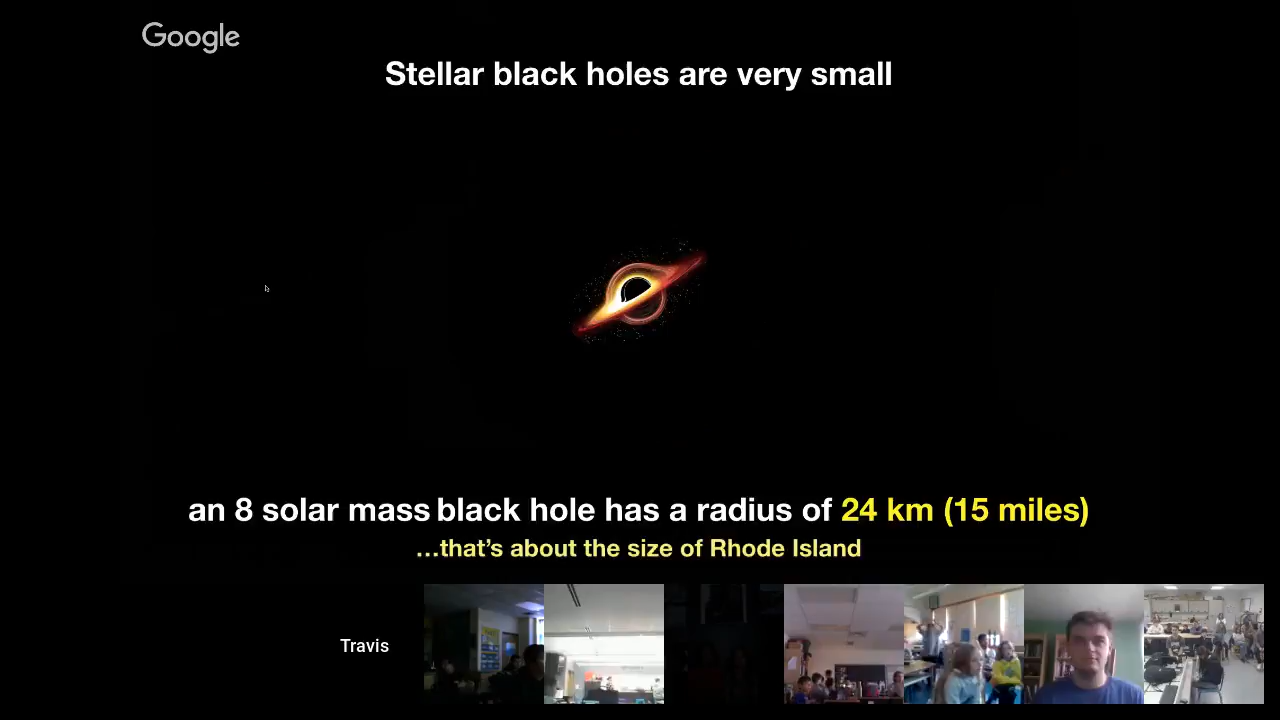 Google
Stellar black holes are very small
an 8 solar mass black hole has a radius of 24 km (15 miles)
...that's about the size of Rhode Island
Travis